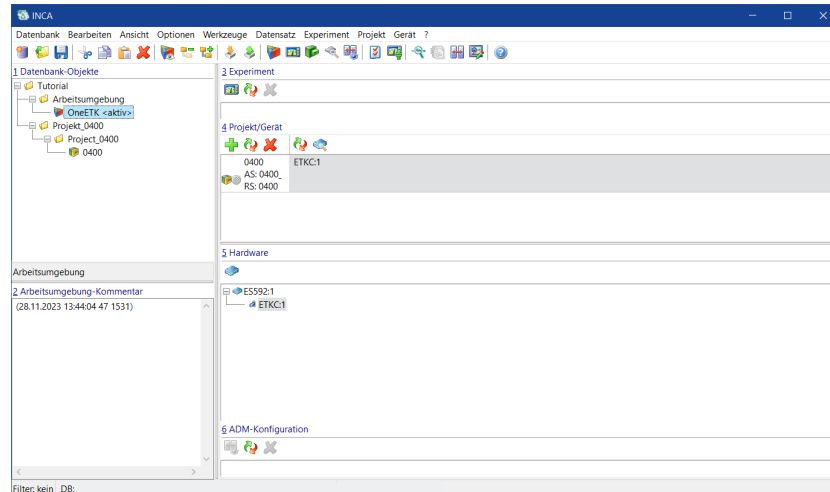 INCA
Datenbank Bearbeiten Ansicht Optionen Werkzeuge Datensatz Experiment Projekt Gerät ?
1 Datenbank-Objekte
Tutorial
Arbeitsumgebung
OneETK <aktiv>
Projekt_0400
Project_0400
0400
Arbeitsumgebung
2 Arbeitsumgebung-Kommentar
(28.11.2023 13:44:04 47 1531)
3 Experiment
4 Projekt/Gerät
0400 ETKC:1
AS: 0400_
RS: 0400
5 Hardware
ES592:1
ETKC:1
6 ADM-Konfiguration
Filter: kein DB: